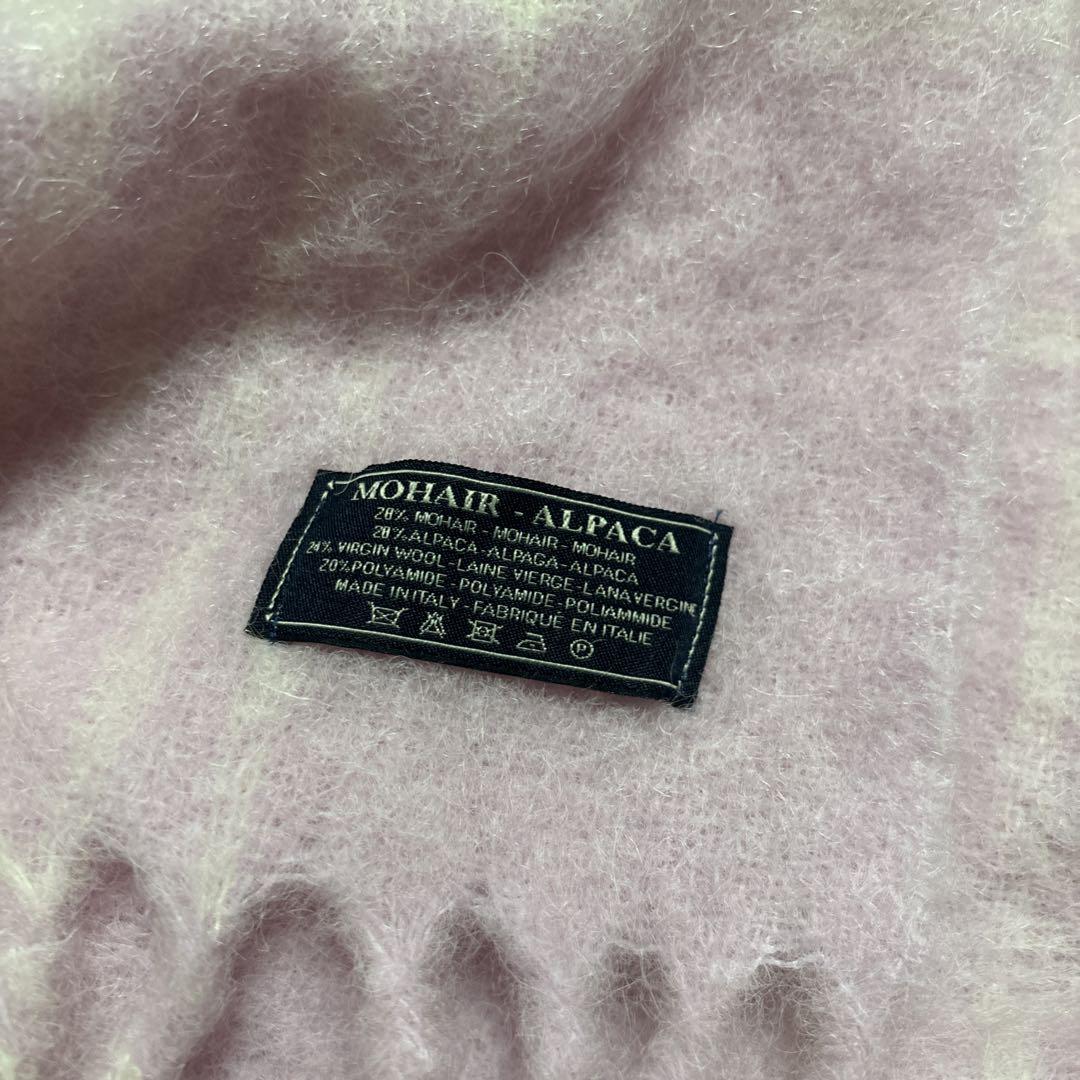 MOHAIR - ALPACA
28% MOHAIR - MOHAIR - MOHAIR
28% ALPACA - ALPAGA - ALPACA
24% VIRGIN WOOL - LAINE VIERGE - LANA VERGINE
20% POLYAMIDE - POLYAMIDE - POLIAMMIDE
MADE IN ITALY - FABRIQUE EN ITALIE
P